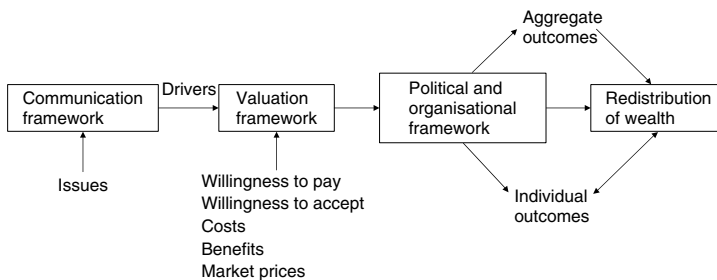 Aggregate
outcomes
Drivers
Communication
framework
Valuation
framework
Political and
organisational
framework
Redistribution
of wealth
Issues
Willingness to pay
Willingness to accept
Costs
Benefits
Market prices
Individual
outcomes